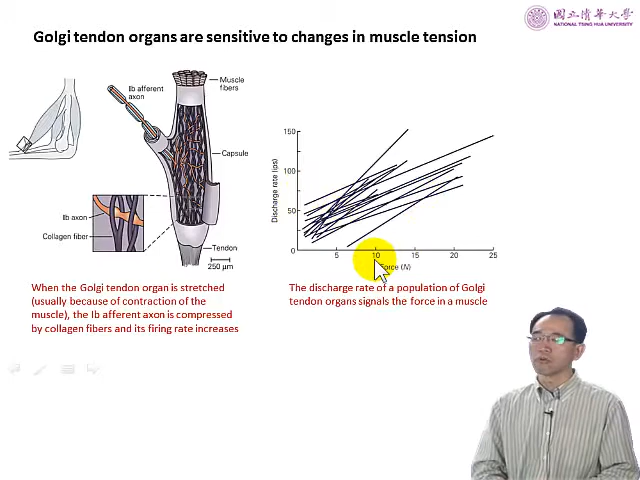 國立清華大學
NATIONAL TSING HUA UNIVERSITY
Golgi tendon organs are sensitive to changes in muscle tension
Muscle
fibers
Ib afferent
axon
Capsule
Ib axon
Collagen fiber
Tendon
250 μm
150
100
50
0
Discharge rate (ips)
5
10
15
20
25
Force (N)
When the Golgi tendon organ is stretched
(usually because of contraction of the
muscle), the Ib afferent axon is compressed
by collagen fibers and its firing rate increases
The discharge rate of a population of Golgi
tendon organs signals the force in a muscle